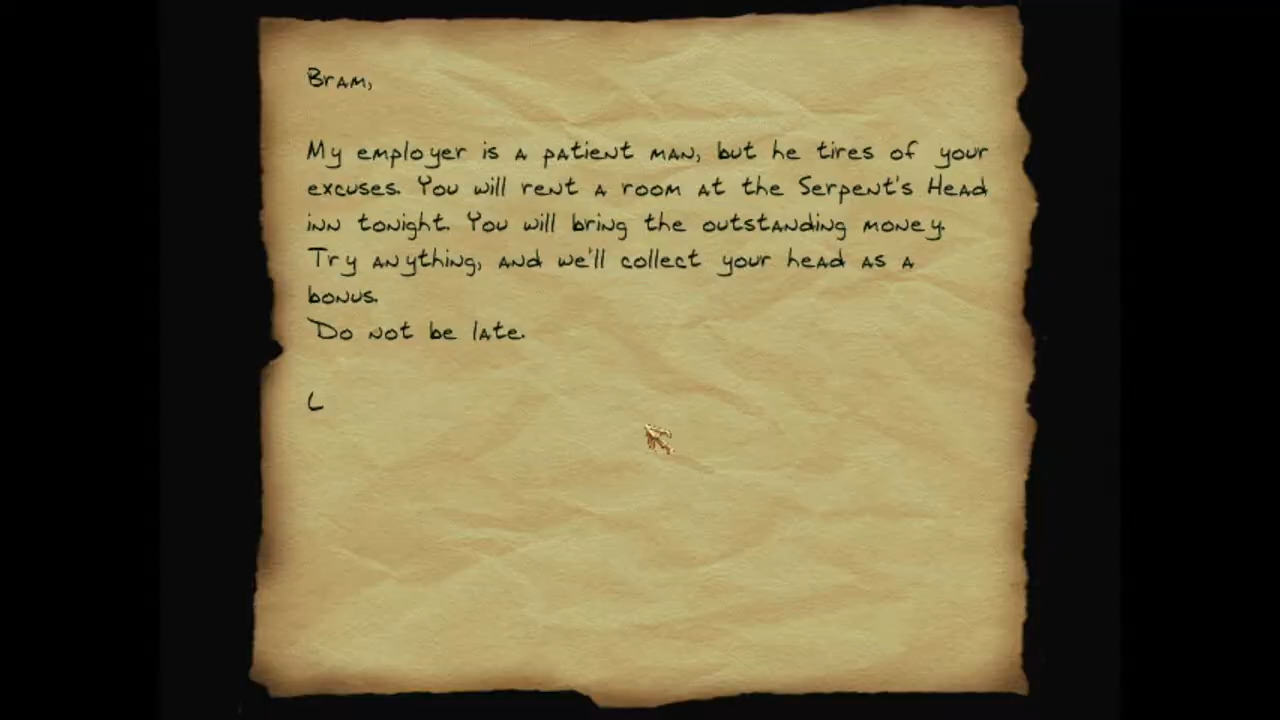 Bram,
My employer is a patient man, but he tires of your
excuses. You will rent a room at the Serpent's Head
inn tonight. You will bring the outstanding money.
Try anything, and we'll collect your head as a
bonus.
Do not be late.
L